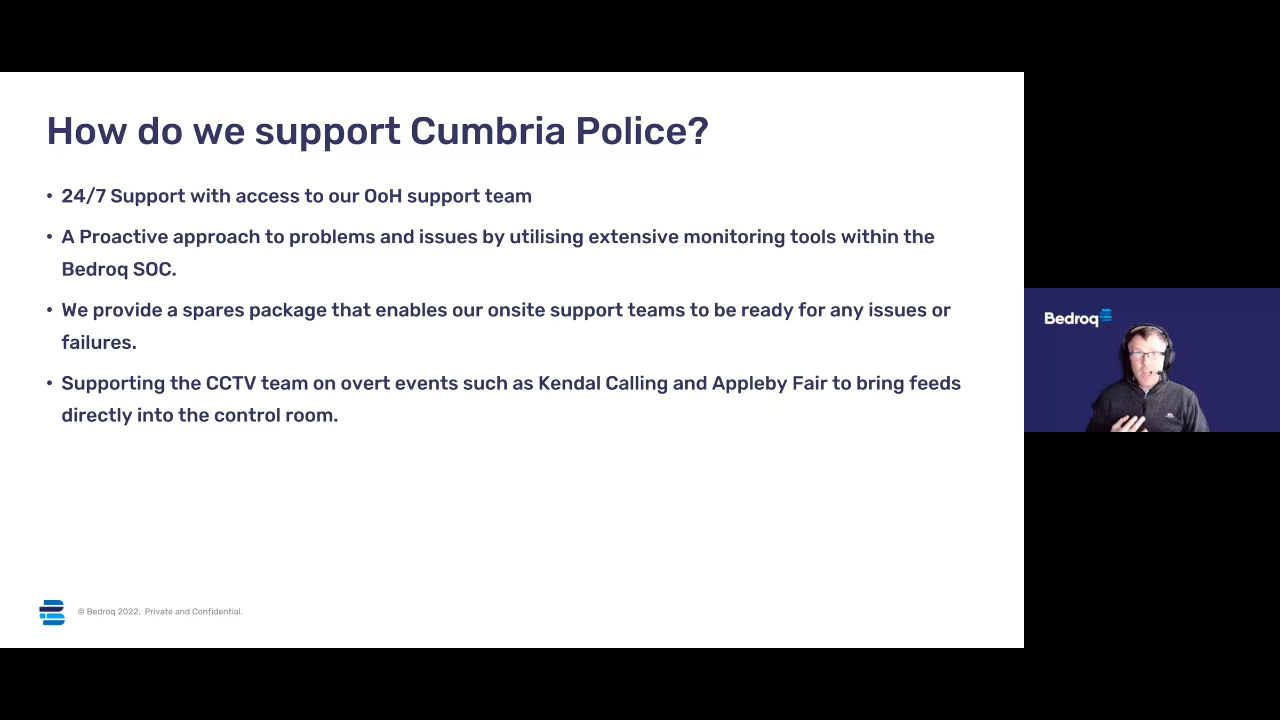 How do we support Cumbria Police?
• 24/7 Support with access to our OoH support team
• A Proactive approach to problems and issues by utilising extensive monitoring tools within the
Bedroq SOC.
• We provide a spares package that enables our onsite support teams to be ready for any issues or
failures.
• Supporting the CCTV team on overt events such as Kendal Calling and Appleby Fair to bring feeds
directly into the control room.
Bedroq
© Bedroq 2022. Private and Confidential.